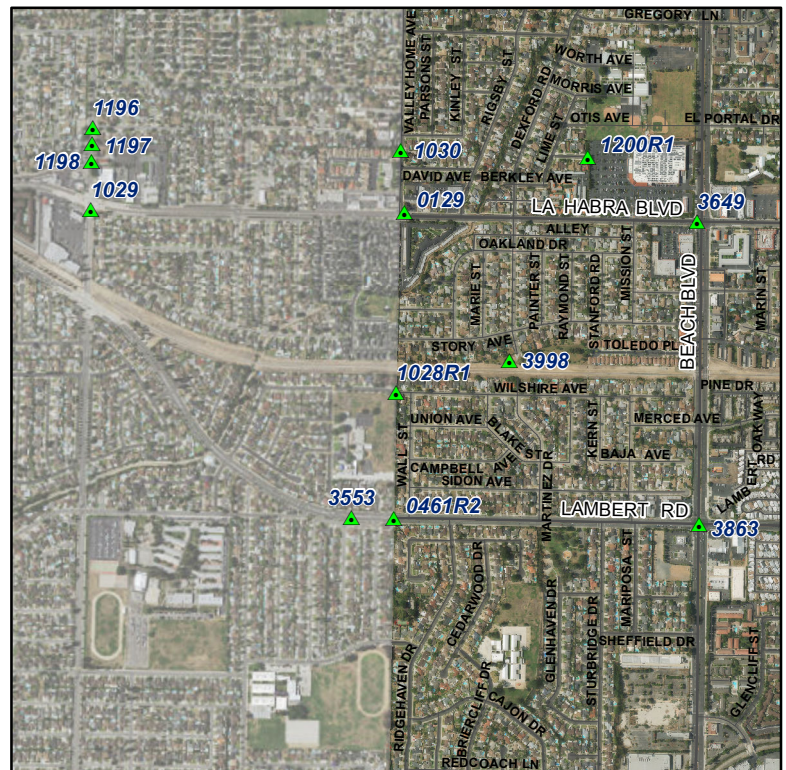 GREGORY LN
VALLEY HOME AVE
PARSONS ST
KINLEY ST
RIGSBY ST
DEXFORD RD
WORTH AVE
MORRIS AVE
LIME ST
OTIS AVE
EL PORTAL DR
1196
1197
1198
1030
1200R1
DAVID AVE
BERKLEY AVE
1029
0129
LA HABRA BLVD
3649
ALLEY
OAKLAND DR
MARIE ST
PAINTER ST
RAYMOND ST
STANFORD RD
MISSION ST
BEACH BLVD
MARIN ST
STORY AVE
TOLEDO PL
3998
1028R1
WILSHIRE AVE
PINE DR
WALL ST
UNION AVE
BLAKE ST
KERN ST
MERCED AVE
OAKWAY
CAMPBELL AVE
SIDON AVE
MARTINEZ DR
BAJA AVE
LAMBERT RD
3553
0461R2
LAMBERT RD
3863
CEDARWOOD DR
GLENHAVEN DR
STURBRIDGE DR
MARIPOSA ST
SHEFFIELD DR
RIDGEHAVEN DR
BRIERCLIFF DR
CAJON DR
GLENCLIFF ST
REDCOACH LN